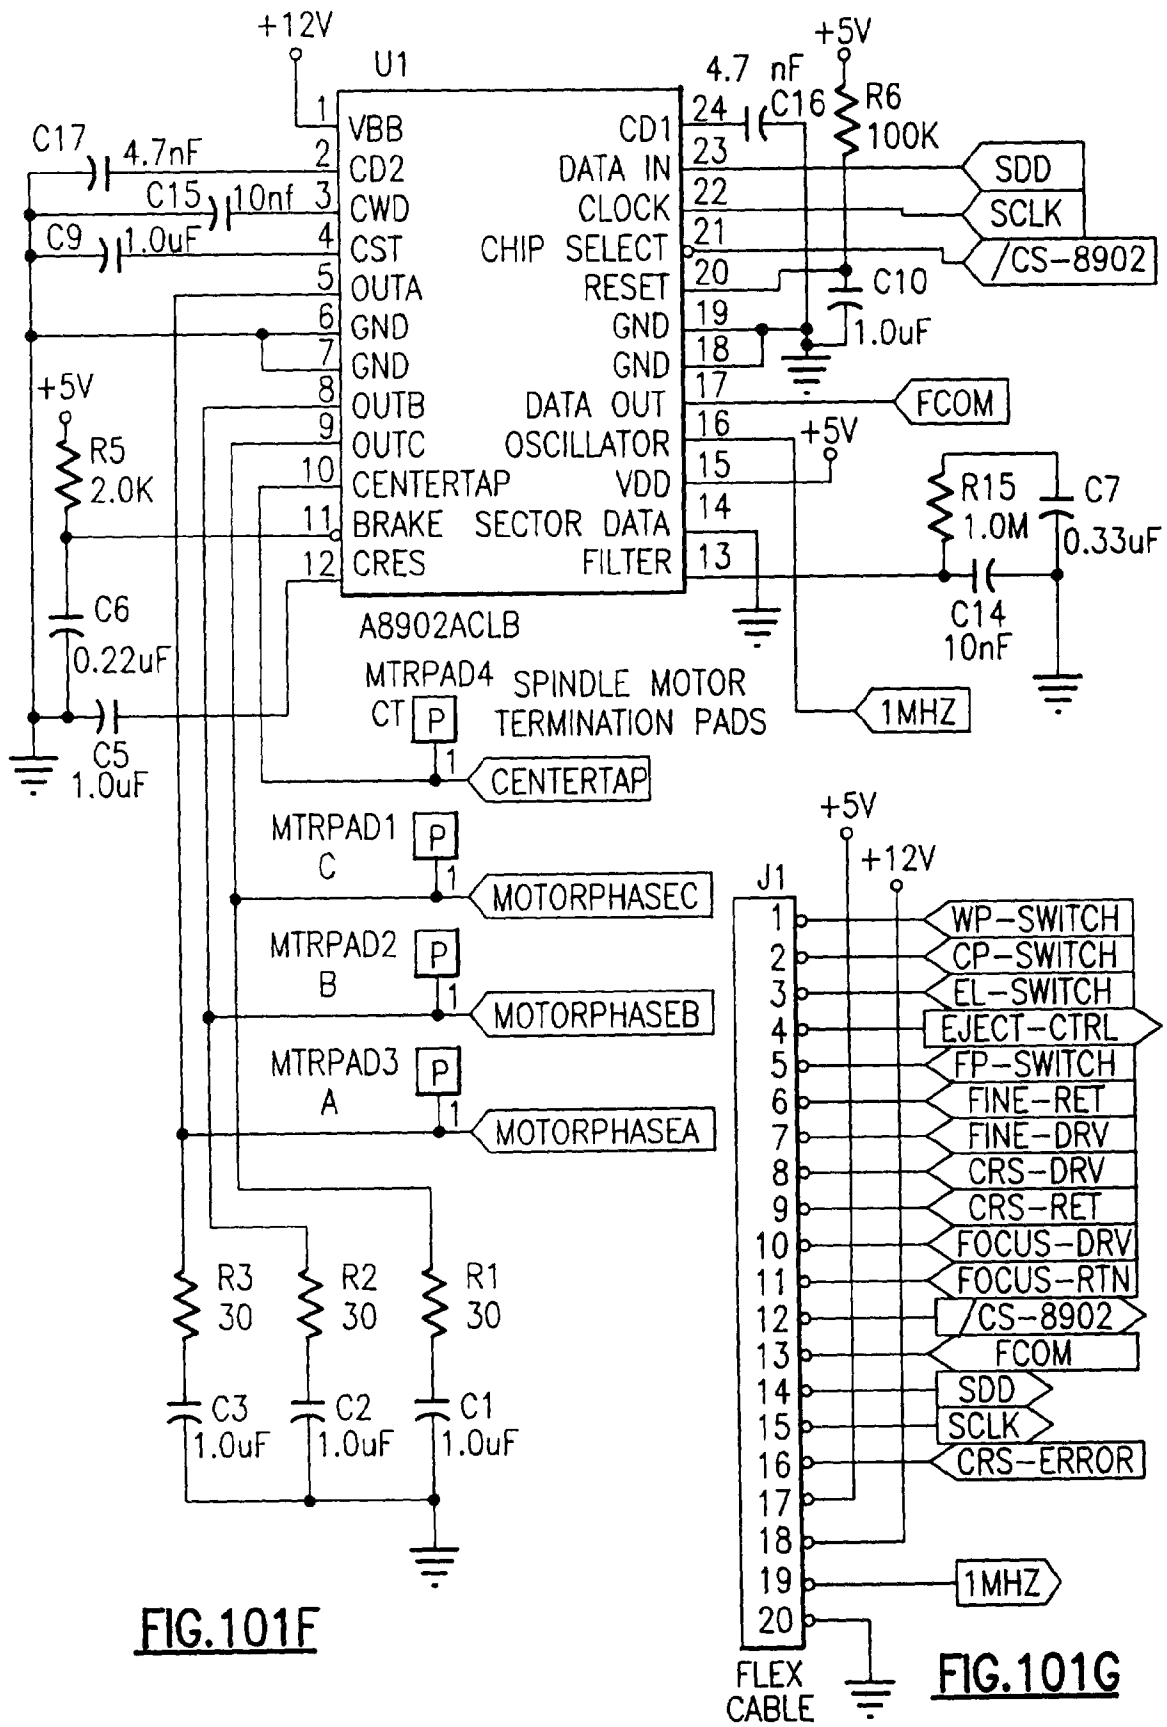 +12V
U1
1 VBB
C17 4.7nF 2 CD2
C15 10nf 3 CWD
C9 1.0uF 4 CST
5 OUTA
6 GND
7 GND
8 OUTB
9 OUTC
10 CENTERTAP
11 BRAKE
12 CRES
+5V
R5
2.0K
C6
0.22uF
C5
1.0uF
4.7 nF
C16
CD1 24
DATA IN 23
CLOCK 22
CHIP SELECT 21
RESET 20
GND 19
GND 18
DATA OUT 17
OSCILLATOR 16
VDD 15
SECTOR DATA 14
FILTER 13
+5V
R6
100K
SDD
SCLK
/CS-8902
C10
1.0uF
FCOM
+5V
R15
1.0M
C7
0.33uF
C14
10nF
1MHZ
A8902ACLB
MTRPAD4
CT P
1
SPINDLE MOTOR
TERMINATION PADS
CENTERTAP
MTRPAD1
C
P
1
MOTORPHASEC
MTRPAD2
B
P
1
MOTORPHASEB
MTRPAD3
A
P
1
MOTORPHASEA
R3
30
R2
30
R1
30
C3
1.0uF
C2
1.0uF
C1
1.0uF
FIG.101F
+5V
+12V
J1
1 WP-SWITCH
2 CP-SWITCH
3 EL-SWITCH
4 EJECT-CTRL
5 FP-SWITCH
6 FINE-RET
7 FINE-DRV
8 CRS-DRV
9 CRS-RET
10 FOCUS-DRV
11 FOCUS-RTN
12 /CS-8902
13 FCOM
14 SDD
15 SCLK
16 CRS-ERROR
17
18
19 1MHZ
20
FLEX
CABLE
FIG.101G